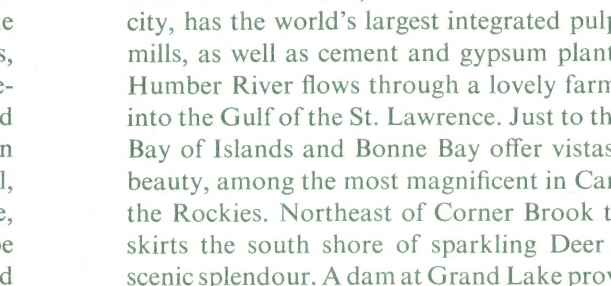 city, has the world's largest integrated pulp
mills, as well as cement and gypsum plant
Humber River flows through a lovely farm
into the Gulf of the St. Lawrence. Just to th
Bay of Islands and Bonne Bay offer vistas
beauty, among the most magnificent in Can
the Rockies. Northeast of Corner Brook t
skirts the south shore of sparkling Deer
scenic splendour. A dam at Grand Lake prov